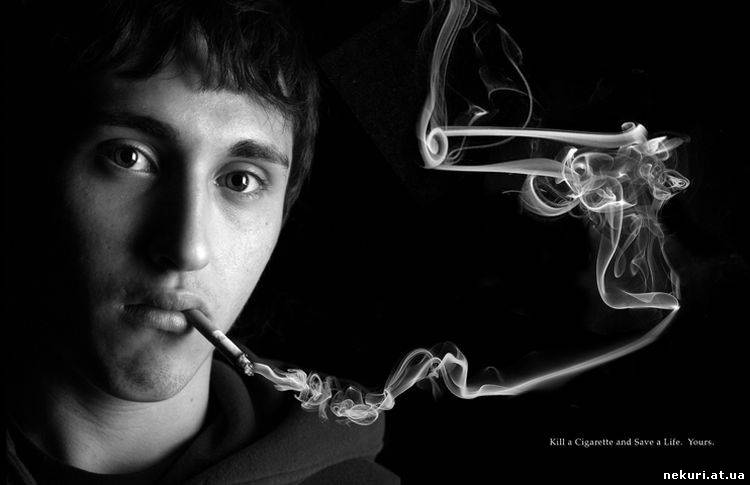 Kill a Cigarette and Save a Life. Yours.
nekuri.at.ua